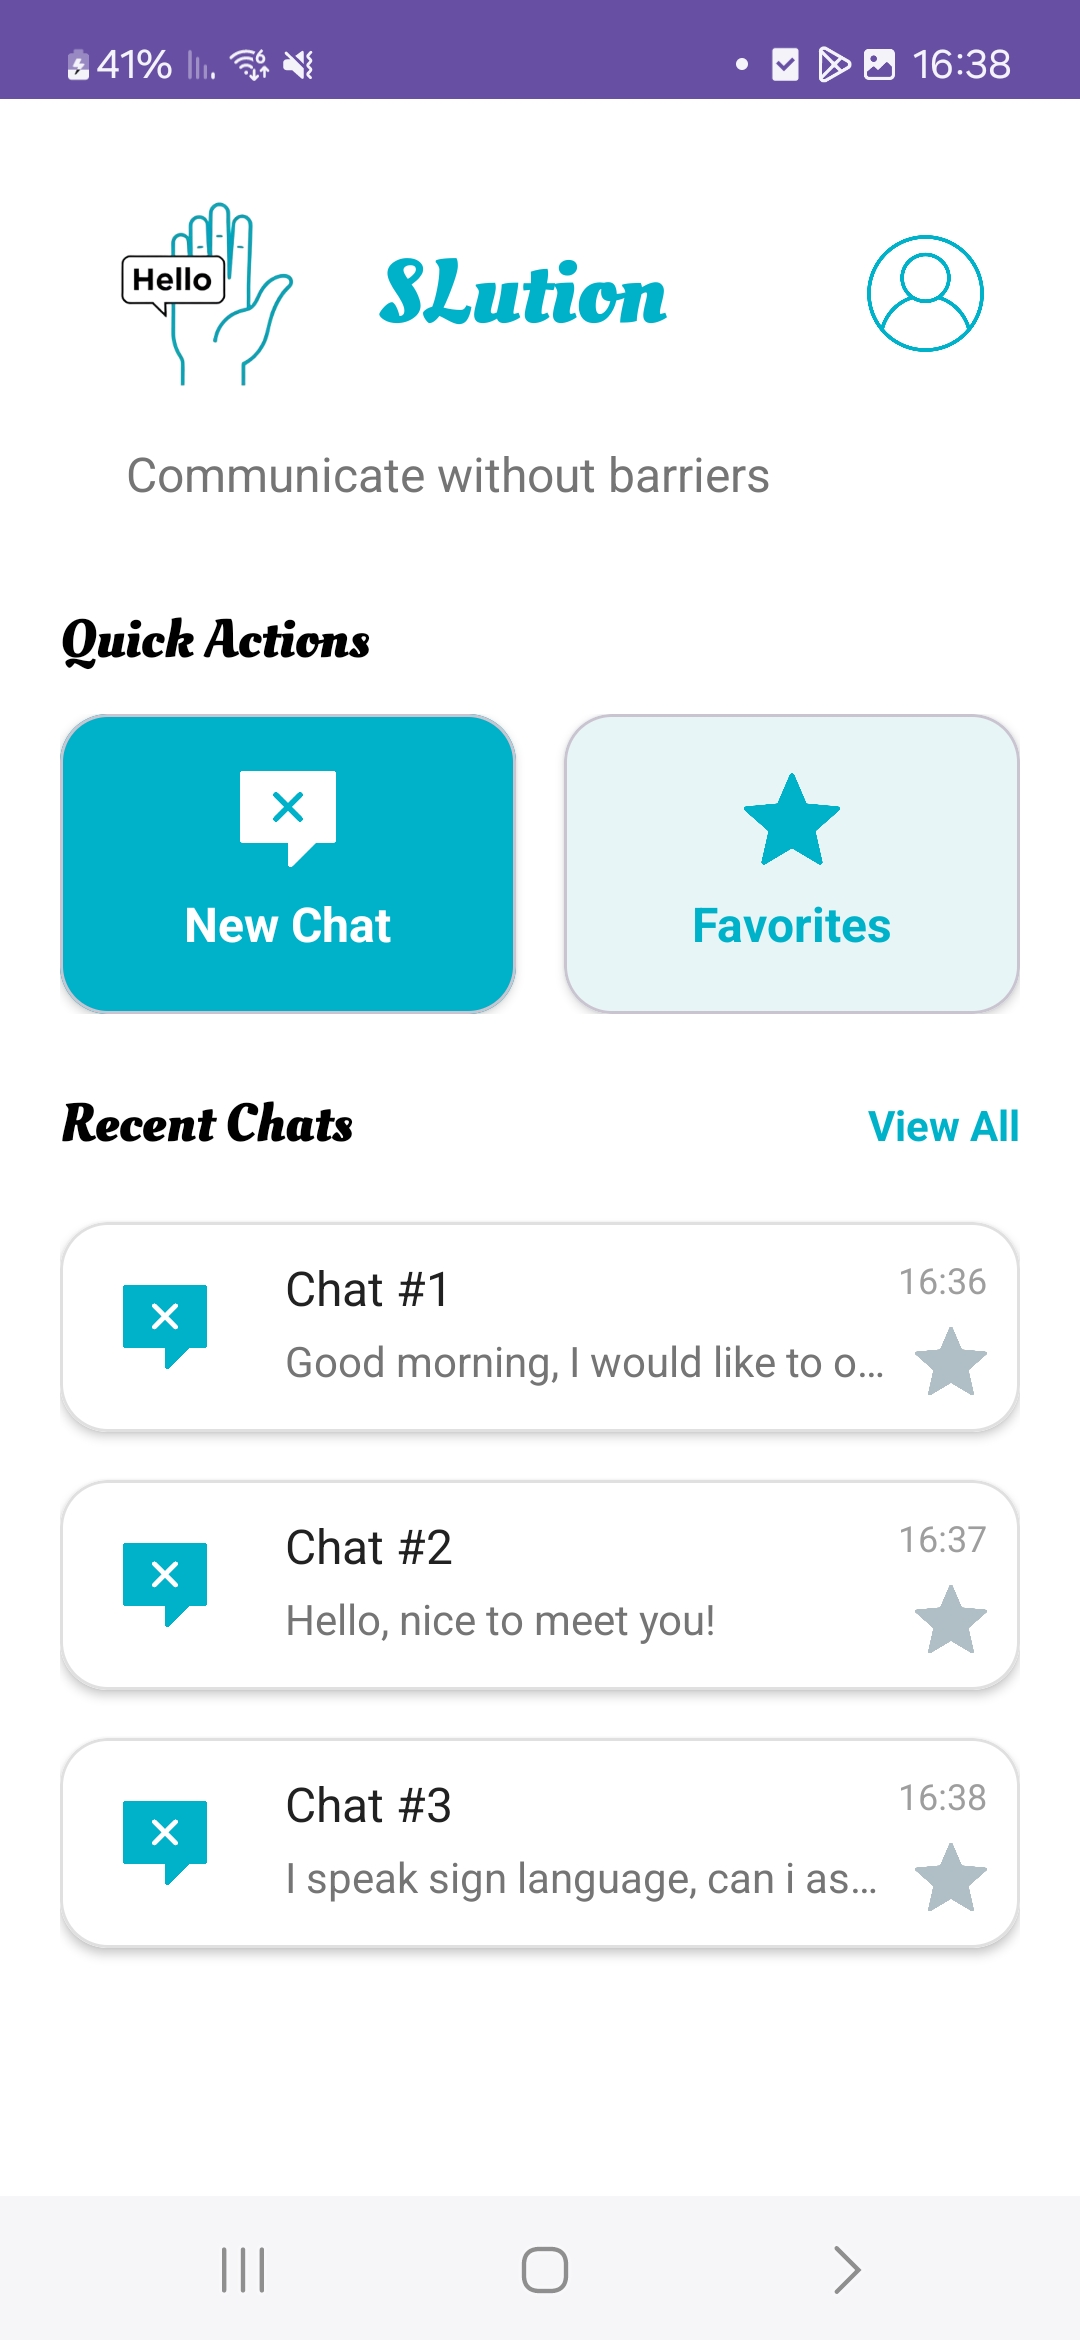 41% 16:38
Hello
SLution
Communicate without barriers
Quick Actions
New Chat
Favorites
Recent Chats
View All
Chat #1
16:36
Good morning, I would like to o...
Chat #2
16:37
Hello, nice to meet you!
Chat #3
16:38
I speak sign language, can i as...